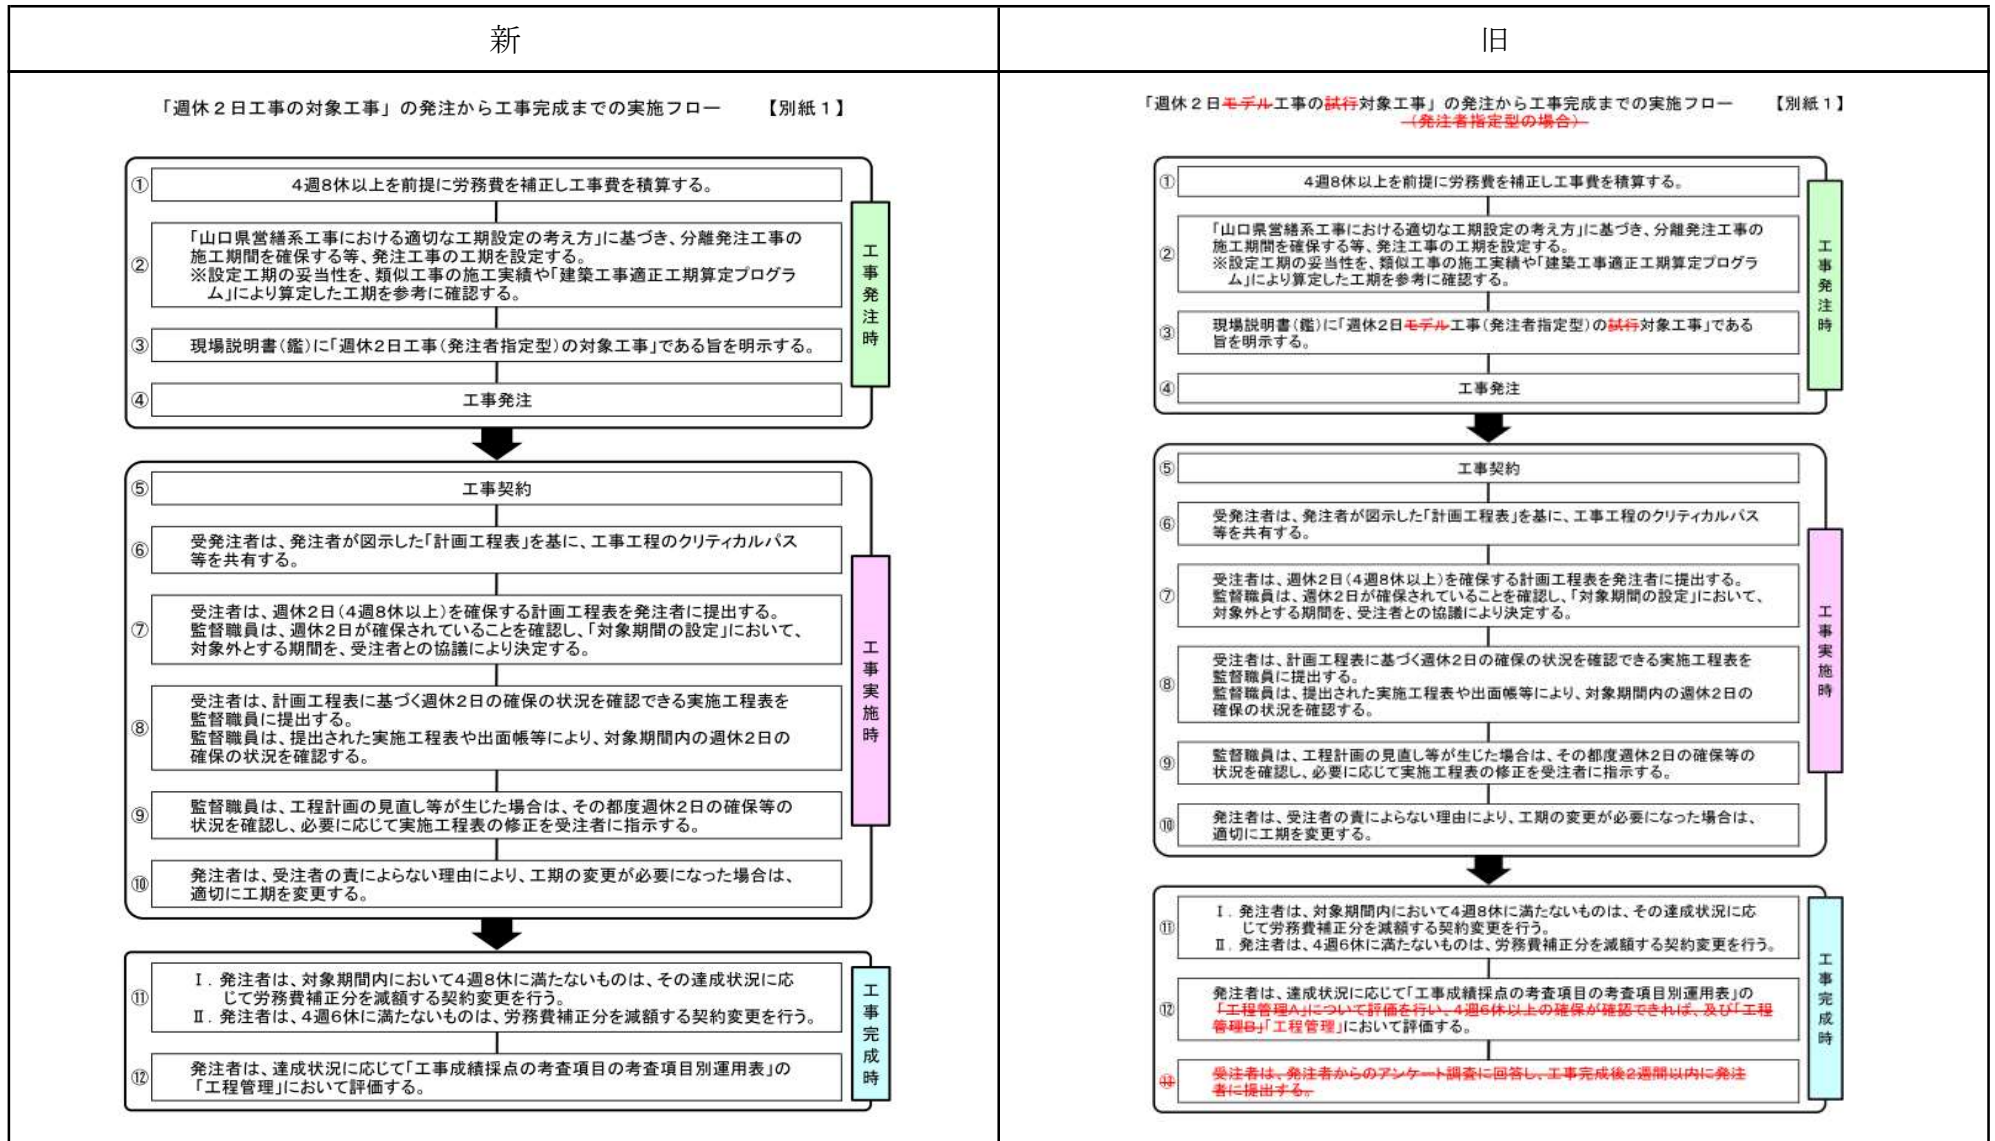 新
「週休２日工事の対象工事」の発注から工事完成までの実施フロー　【別紙１】
① 4週8休以上を前提に労務費を補正し工事費を積算する。
②
「山口県営繕系工事における適切な工期設定の考え方」に基づき、分離発注工事の
施工期間を確保する等、発注工事の工期を設定する。
※設定工期の妥当性を、類似工事の施工実績や「建築工事適正工期算定プログラ
ム」により算定した工期を参考に確認する。
③ 現場説明書（鑑）に「週休2日工事（発注者指定型）の対象工事」である旨を明示する。
④ 工事発注
工事発注時
⑤ 工事契約
⑥
受発注者は、発注者が図示した「計画工程表」を基に、工事工程のクリティカルパス
等を共有する。
⑦
受注者は、週休2日（4週8休以上）を確保する計画工程表を発注者に提出する。
監督職員は、週休2日が確保されていることを確認し、「対象期間の設定」において、
対象外とする期間を、受注者との協議により決定する。
⑧
受注者は、計画工程表に基づく週休2日の確保の状況を確認できる実施工程表を
監督職員に提出する。
監督職員は、提出された実施工程表や出面帳等により、対象期間内の週休2日の
確保の状況を確認する。
⑨
監督職員は、工程計画の見直し等が生じた場合は、その都度週休2日の確保等の
状況を確認し、必要に応じて実施工程表の修正を受注者に指示する。
⑩
発注者は、受注者の責によらない理由により、工期の変更が必要になった場合は、
適切に工期を変更する。
工事実施時
⑪
Ⅰ．発注者は、対象期間内において4週8休に満たないものは、その達成状況に応
じて労務費補正分を減額する契約変更を行う。
Ⅱ．発注者は、4週6休に満たないものは、労務費補正分を減額する契約変更を行う。
⑫
発注者は、達成状況に応じて「工事成績採点の考査項目の考査項目別運用表」の
「工程管理」において評価する。
工事完成時
旧
「週休２日モデル工事の試行対象工事」の発注から工事完成までの実施フロー　【別紙１】
（発注者指定型の場合）
① 4週8休以上を前提に労務費を補正し工事費を積算する。
②
「山口県営繕系工事における適切な工期設定の考え方」に基づき、分離発注工事の
施工期間を確保する等、発注工事の工期を設定する。
※設定工期の妥当性を、類似工事の施工実績や「建築工事適正工期算定プログラ
ム」により算定した工期を参考に確認する。
③
現場説明書（鑑）に「週休2日モデル工事（発注者指定型）の試行対象工事」である
旨を明示する。
④ 工事発注
工事発注時
⑤ 工事契約
⑥
受発注者は、発注者が図示した「計画工程表」を基に、工事工程のクリティカルパス
等を共有する。
⑦
受注者は、週休2日（4週8休以上）を確保する計画工程表を発注者に提出する。
監督職員は、週休2日が確保されていることを確認し、「対象期間の設定」において、
対象外とする期間を、受注者との協議により決定する。
⑧
受注者は、計画工程表に基づく週休2日の確保の状況を確認できる実施工程表を
監督職員に提出する。
監督職員は、提出された実施工程表や出面帳等により、対象期間内の週休2日の
確保の状況を確認する。
⑨
監督職員は、工程計画の見直し等が生じた場合は、その都度週休2日の確保等の
状況を確認し、必要に応じて実施工程表の修正を受注者に指示する。
⑩
発注者は、受注者の責によらない理由により、工期の変更が必要になった場合は、
適切に工期を変更する。
工事実施時
⑪
Ⅰ．発注者は、対象期間内において4週8休に満たないものは、その達成状況に応
じて労務費補正分を減額する契約変更を行う。
Ⅱ．発注者は、4週6休に満たないものは、労務費補正分を減額する契約変更を行う。
⑫
発注者は、達成状況に応じて「工事成績採点の考査項目の考査項目別運用表」の
「工程管理A」について評価を行い、4週6休以上の確保が確認できれば、及び「工程
管理B」「工程管理」において評価する。
⑬
受注者は、発注者からのアンケート調査に回答し、工事完成後2週間以内に発注
者に提出する。
工事完成時